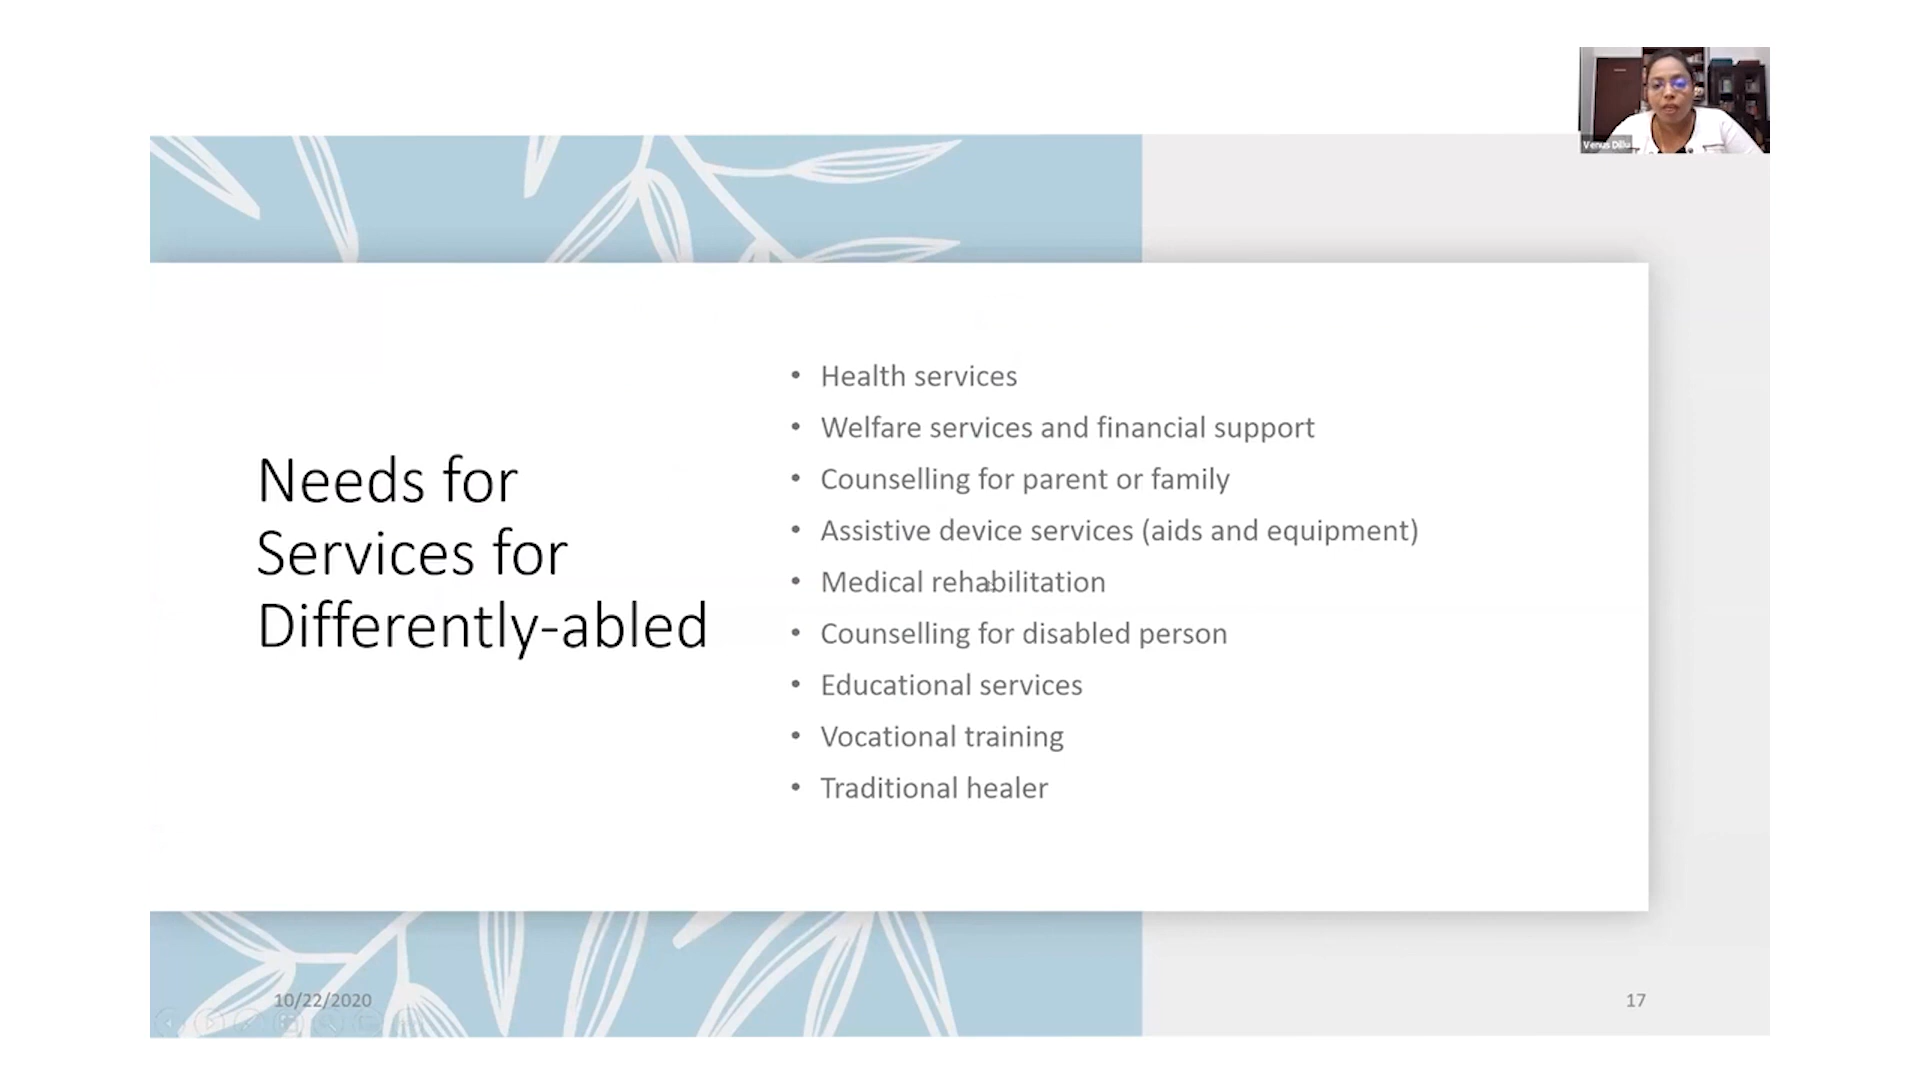 Venus Dillu
Needs for
Services for
Differently-abled
• Health services
• Welfare services and financial support
• Counselling for parent or family
• Assistive device services (aids and equipment)
• Medical rehabilitation
• Counselling for disabled person
• Educational services
• Vocational training
• Traditional healer
10/22/2020
17